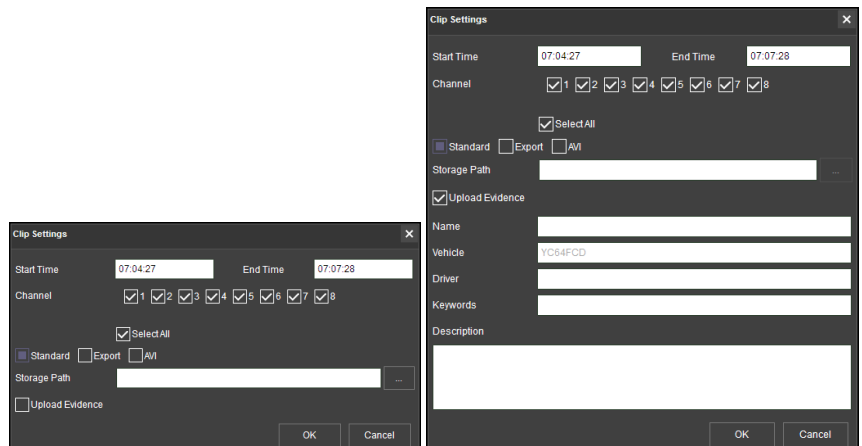 Clip Settings
Start Time 07:04:27 End Time 07:07:28
Channel 1 2 3 4 5 6 7 8
Select All
Standard Export AVI
Storage Path ...
Upload Evidence
OK Cancel
Clip Settings
Start Time 07:04:27 End Time 07:07:28
Channel 1 2 3 4 5 6 7 8
Select All
Standard Export AVI
Storage Path ...
Upload Evidence
Name
Vehicle YC64FCD
Driver
Keywords
Description
OK Cancel